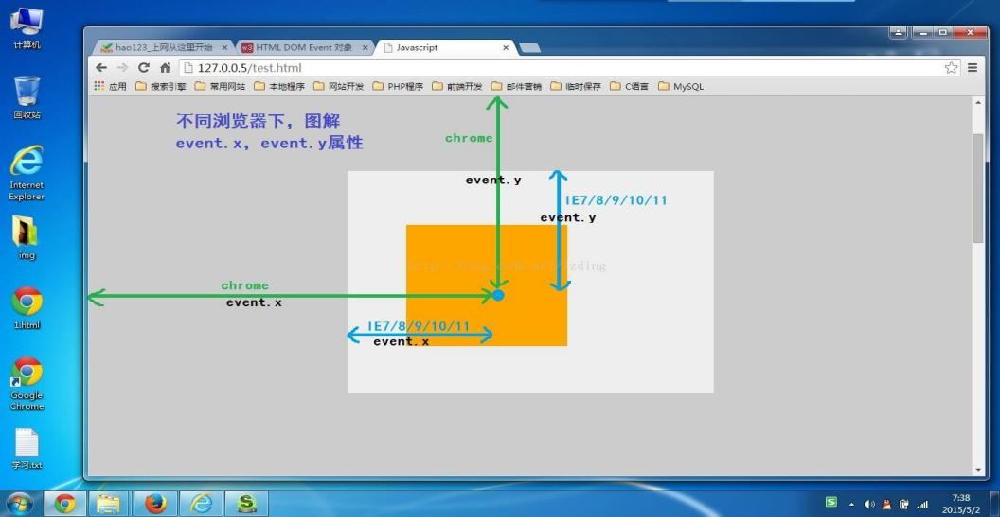 计算机
回收站
Internet
Explorer
img
1.html
Google
Chrome
学习.txt
hao123_上网从这里开始
HTML DOM Event 对象
Javascript
127.0.0.5/test.html
应用 搜索引擎 常用网站 本地程序 网站开发 PHP程序 前端开发 邮件营销 临时保存 C语言 MySQL
不同浏览器下，图解
event.x，event.y属性
chrome
event.y
IE7/8/9/10/11
event.y
chrome
event.x
IE7/8/9/10/11
event.x
7:38
2015/5/2